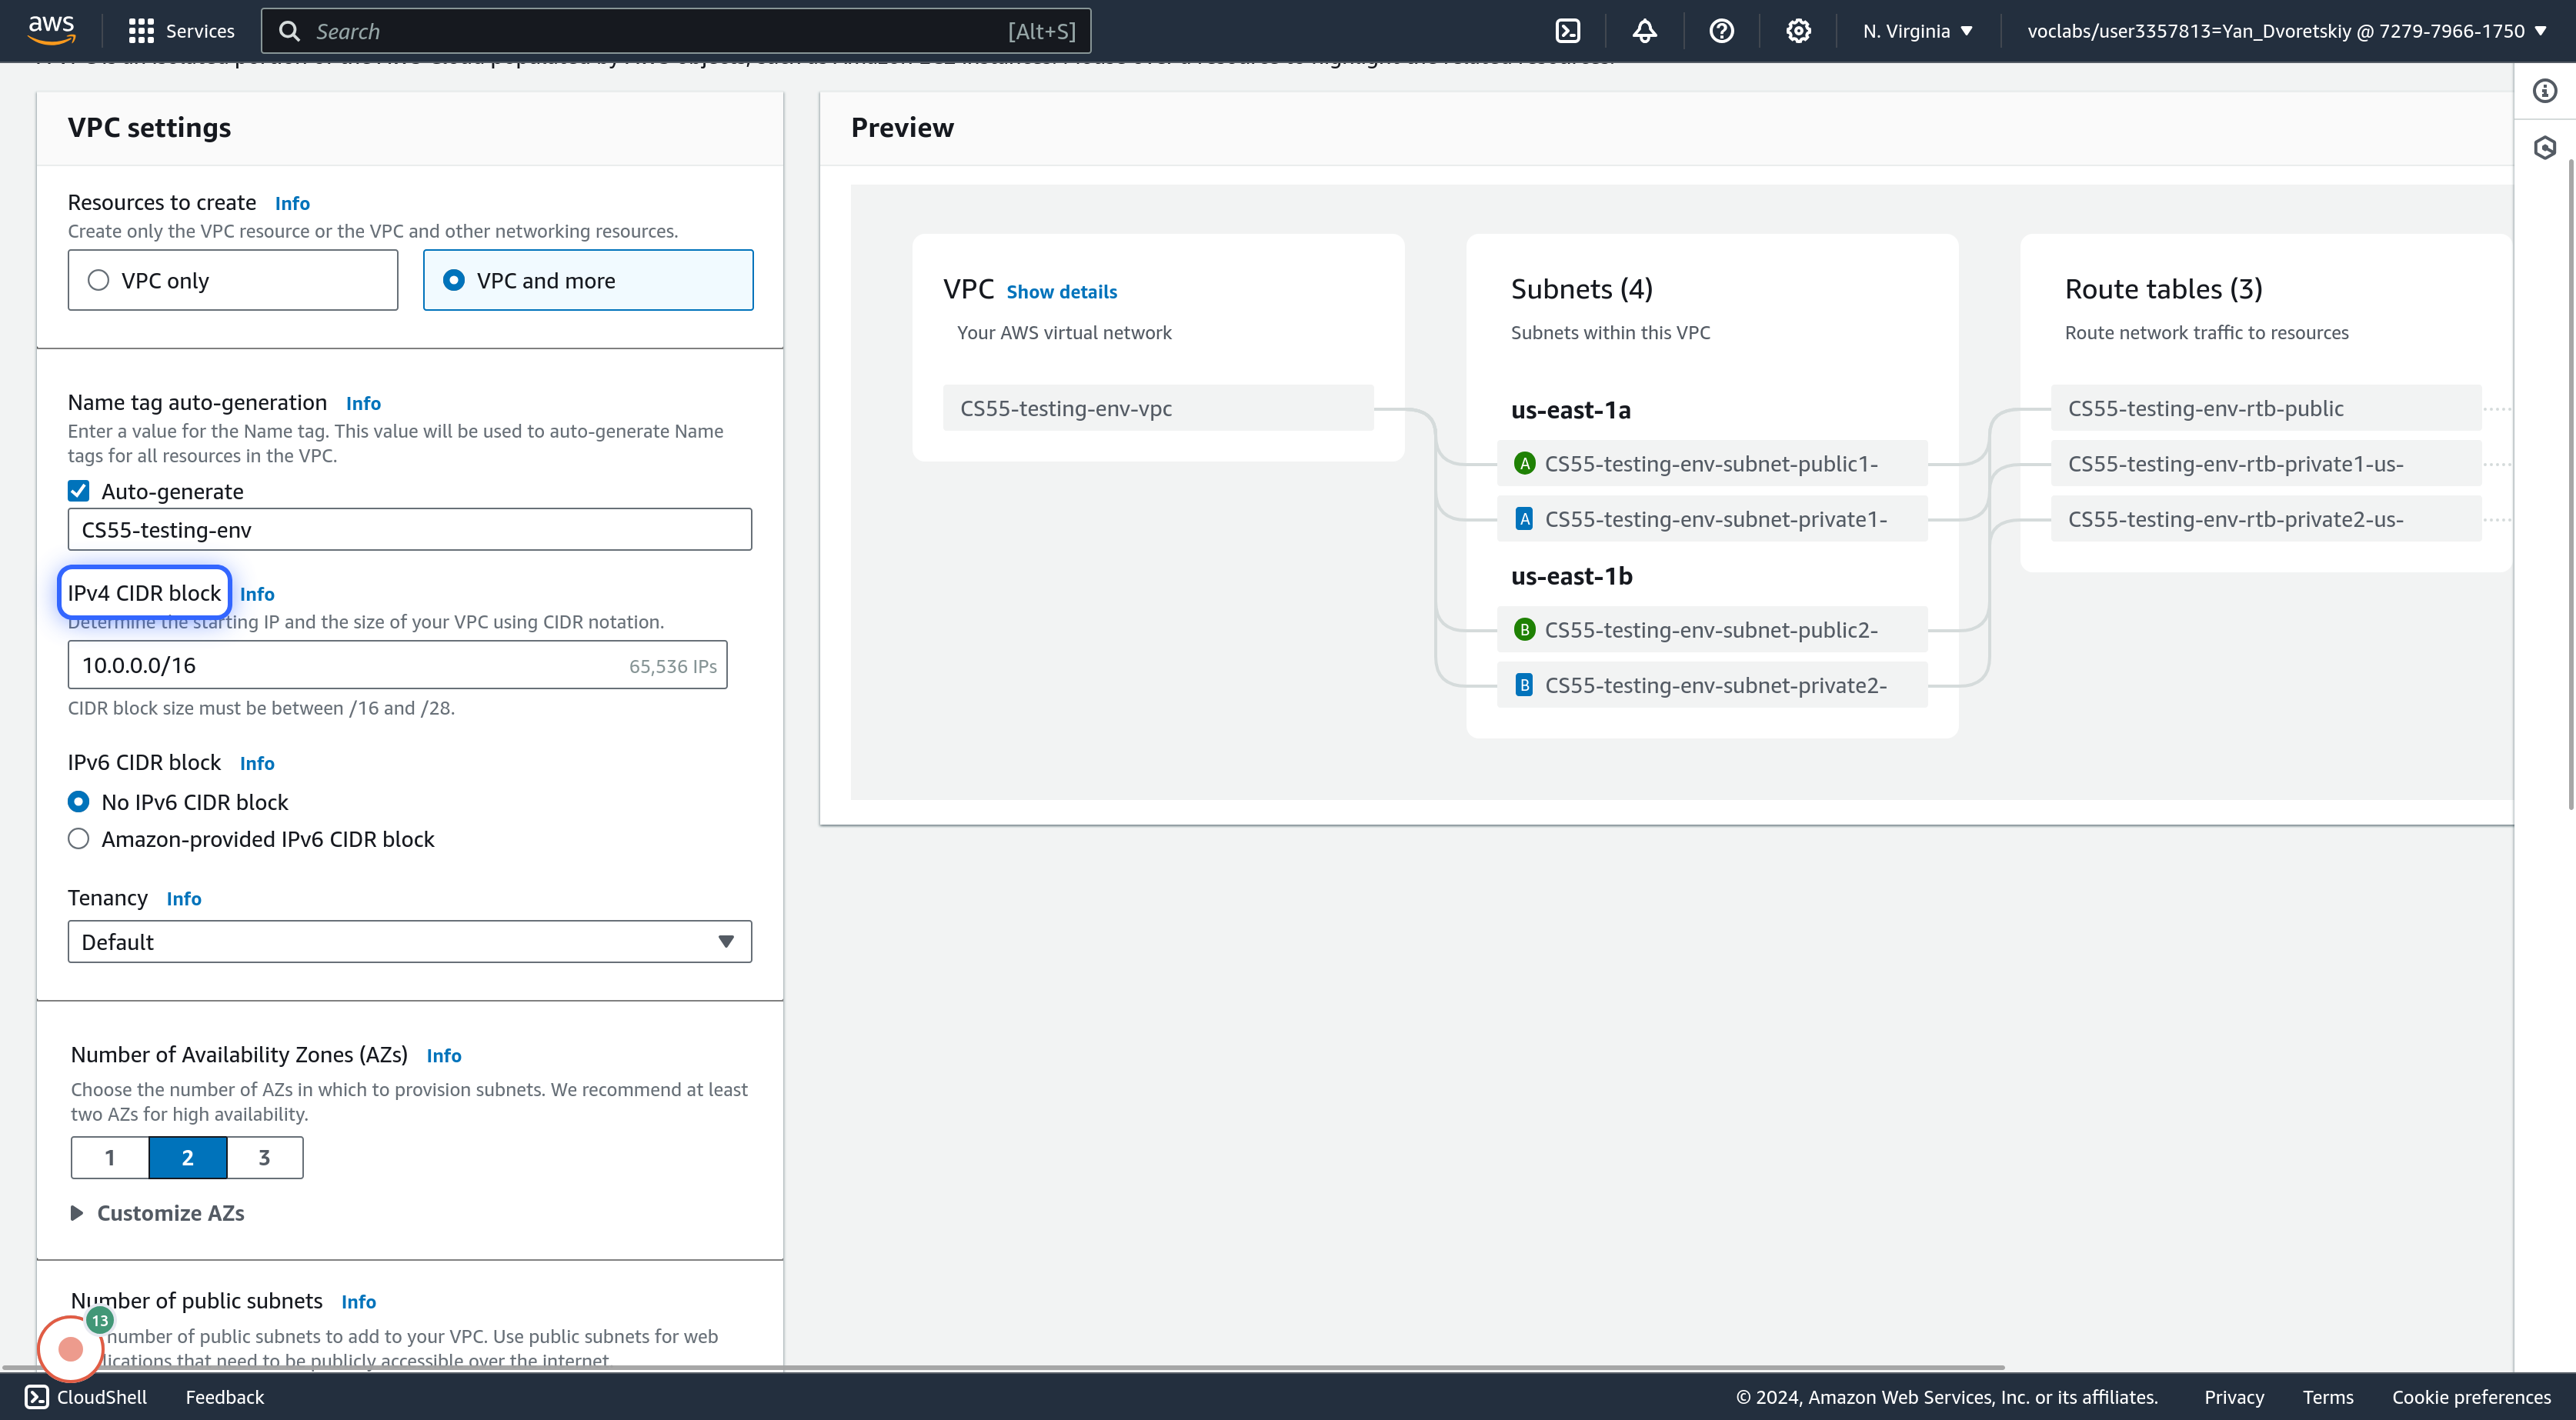 aws
Services
Search
[Alt+S]
N. Virginia
voclabs/user3357813=Yan_Dvoretskiy @ 7279-7966-1750
VPC settings
Resources to create Info
Create only the VPC resource or the VPC and other networking resources.
VPC only
VPC and more
Name tag auto-generation Info
Enter a value for the Name tag. This value will be used to auto-generate Name
tags for all resources in the VPC.
Auto-generate
CS55-testing-env
IPv4 CIDR block Info
Determine the starting IP and the size of your VPC using CIDR notation.
10.0.0.0/16
65,536 IPs
CIDR block size must be between /16 and /28.
IPv6 CIDR block Info
No IPv6 CIDR block
Amazon-provided IPv6 CIDR block
Tenancy Info
Default
Number of Availability Zones (AZs) Info
Choose the number of AZs in which to provision subnets. We recommend at least
two AZs for high availability.
1 2 3
Customize AZs
Number of public subnets Info
13
number of public subnets to add to your VPC. Use public subnets for web
that need to be publicly accessible over the internet.
Preview
VPC Show details
Your AWS virtual network
CS55-testing-env-vpc
Subnets (4)
Subnets within this VPC
us-east-1a
A CS55-testing-env-subnet-public1-
A CS55-testing-env-subnet-private1-
us-east-1b
B CS55-testing-env-subnet-public2-
B CS55-testing-env-subnet-private2-
Route tables (3)
Route network traffic to resources
CS55-testing-env-rtb-public
CS55-testing-env-rtb-private1-us-
CS55-testing-env-rtb-private2-us-
CloudShell
Feedback
© 2024, Amazon Web Services, Inc. or its affiliates.
Privacy
Terms
Cookie preferences